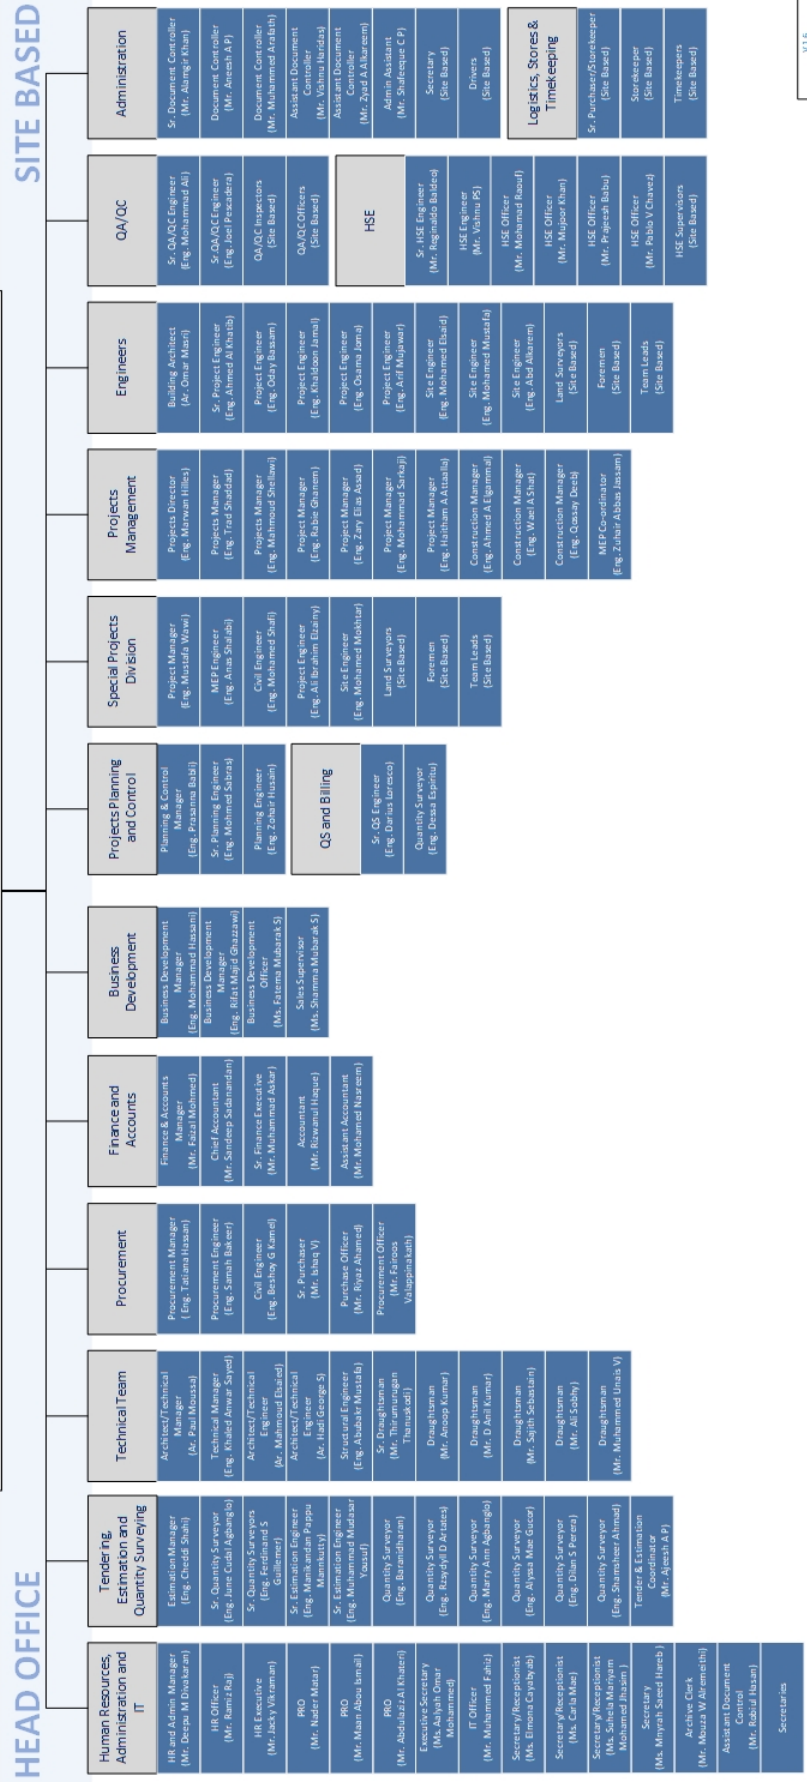 HEAD OFFICE
SITE BASED
Human Resources,
Administration and
IT
HR and Admin Manager
(Mr. Deepu M Divakaran)
HR Officer
(Mr. Ramiz Raj)
HR Executive
(Mr.Jacky Vikraman)
PRO
(Mr. Nader Matar)
PRO
(Mr. Maan Abou Ismail)
PRO
(Mr. Abdulaziz Al Khateri)
Executive Secretary
(Ms. Aaliyah Omar
Mohammed)
IT Officer
(Mr. Muhammed Fahiz)
Secretary/Receptionist
(Ms. Elmona Cayabyab)
Secretary/Receptionist
(Ms. Carla Mae)
Secretary/Receptionist
(Ms. Suhela Mariyam
Mohamed Jhasim)
Secretary
(Ms. Mnyrah Saeed Hareb)
Archive Clerk
(Ms. Mouza W Alremeithi)
Assistant Document
Control
(Mr. Robiul Hasan)
Secretaries
Tendering,
Estimation and
Quantity Surveying
Estimation Manager
(Eng. Cheddi Shahi)
Sr. Quantity Surveyor
(Eng. June Cudal Agbanglo)
Sr. Quantity Surveyors
(Eng. Ferdinand S
Guillemer)
Sr. Estimation Engineer
(Eng. Manikandan Pappu
Mannkutty)
Sr. Estimation Engineer
(Eng. Muhammad Mudasar
Yousuf)
Quantity Surveyor
(Eng. Baranidharan)
Quantity Surveyor
(Eng. Rzsydyll D Artates)
Quantity Surveyor
(Eng. Marry Ann Agbanglo)
Quantity Surveyor
(Eng. Alyssa Mae Gucor)
Quantity Surveyor
(Eng. Dilan S Perera)
Quantity Surveyor
(Eng. Shamsheer Ahmad)
Tender & Estimation
Coordinator
(Mr. Ajeesh A P)
Technical Team
Architect/Technical
Manager
(Ar. Paul Moussa)
Technical Manager
(Eng. Khaled Anwar Sayed)
Architect/Technical
Engineer
(Ar. Mahmoud Elsaied)
Architect/Technical
Engineer
(Ar. Hadi George S)
Structural Engineer
(Eng. Abubakr Mustafa)
Sr. Draughtsman
(Mr. Thirumurugan
Thanuskodi)
Draughtsman
(Mr. Anoop Kumar)
Draughtsman
(Mr. D Anil Kumar)
Draughtsman
(Mr. Sajith Sebastain)
Draughtsman
(Mr. Ali Sobhy)
Draughtsman
(Mr. Muhammed Unais V)
Procurement
Procurement Manager
( Eng. Tatiana Hassan)
Procurement Engineer
(Eng. Samah Bakeer)
Civil Engineer
(Eng. Beshoy G Kamel)
Sr. Purchaser
(Mr. Ishaq V)
Purchase Officer
(Mr. Riyaz Ahamed)
Procurement Officer
(Mr. Fairoos
Valappinakath)
Finance and
Accounts
Finance & Accounts
Manager
(Mr. Faizal Mohmed)
Chief Accountant
(Mr. Sandeep Sadanandan)
Sr. Finance Executive
(Mr. Muhammad Askar)
Accountant
(Mr. Rizwanul Haque)
Assistant Accountant
(Mr. Mohamed Nasreem)
Business
Development
Business Development
Manager
(Eng. Mohammad Hassani)
Business Development
Manager
(Eng. Rifat Majid Ghazzawi)
Business Development
Officer
(Ms. Fatema Mubarak S)
Sales Supervisor
(Ms. Shamma Mubarak S)
Projects Planning
and Control
Planning & Control
Manager
(Eng. Prasanna Babli)
Sr. Planning Engineer
(Eng. Mohmed Sabras)
Planning Engineer
(Eng. Zohair Husain)
QS and Billing
Sr. QS Engineer
(Eng. Darius Loresco)
Quantity Surveyor
(Eng. Dessa Espiritu)
Special Projects
Division
Project Manager
(Eng. Mustafa Wawi)
MEP Engineer
(Eng. Anas Shalabi)
Civil Engineer
(Eng. Mohamed Shafi)
Project Engineer
(Eng. Ali Ibrahim Elzainy)
Site Engineer
(Eng. Mohamed Mokhtar)
Land Surveyors
(Site Based)
Foremen
(Site Based)
Team Leads
(Site Based)
Projects
Management
Projects Director
(Eng. Marwan Hilles)
Projects Manager
(Eng. Trad Shaddad)
Projects Manager
(Eng. Mahmoud Shellawi)
Project Manager
(Eng. Rabie Ghanem)
Project Manager
(Eng. Zary Elias Assad)
Project Manager
(Eng. Mohammad Sarkaji)
Project Manager
(Eng. Haitham A Attaalla)
Construction Manager
(Eng. Ahmed A Elgammal)
Construction Manager
(Eng. Wael A Shat)
Construction Manager
(Eng. Qossay Deeb)
MEP Co-ordinator
(Eng. Zuhair Abbas Jassam)
Engineers
Building Architect
(Ar. Omar Masri)
Sr. Project Engineer
(Eng. Ahmed Al Khatib)
Project Engineer
(Eng. Oday Bassam)
Project Engineer
(Eng. Khaldoon Jamal)
Project Engineer
(Eng. Osama Joma)
Project Engineer
(Eng. Arif Mujawar)
Site Engineer
(Eng. Mohamed Elsaid)
Site Engineer
(Eng. Mohamed Mustafa)
Site Engineer
(Eng. Abd Alkarem)
Land Surveyors
(Site Based)
Foremen
(Site Based)
Team Leads
(Site Based)
QA/QC
Sr. QA/QC Engineer
(Eng. Mohammad Ali)
Sr QA/QC Engineer
(Eng. Joel Pescadera)
QA/QC Inspectors
(Site Based)
QA/QC Officers
(Site Based)
HSE
Sr. HSE Engineer
(Mr. Reginaldo Baldeo)
HSE Engineer
(Mr. Vishnu PS)
HSE Officer
(Mr. Mohamad Raouf)
HSE Officer
(Mr. Mujoor Khan)
HSE Officer
(Mr. Prajeesh Babu)
HSE Officer
(Mr. Pablo V Chavez)
HSE Supervisors
(Site Based)
Administration
Sr. Document Controller
(Mr. Alamgir Khan)
Document Controller
(Mr. Aneesh A P)
Document Controller
(Mr. Muhammed Arafath)
Assistant Document
Controller
(Mr. Vishnu Haridas)
Assistant Document
Controller
(Mr. Zyad A Alkareem)
Admin Assistant
(Mr. Shafeeque C P)
Secretary
(Site Based)
Drivers
(Site Based)
Logistics, Stores &
Timekeeping
Sr. Purchaser/Storekeeper
(Site Based)
Storekeeper
(Site Based)
Timekeepers
(Site Based)